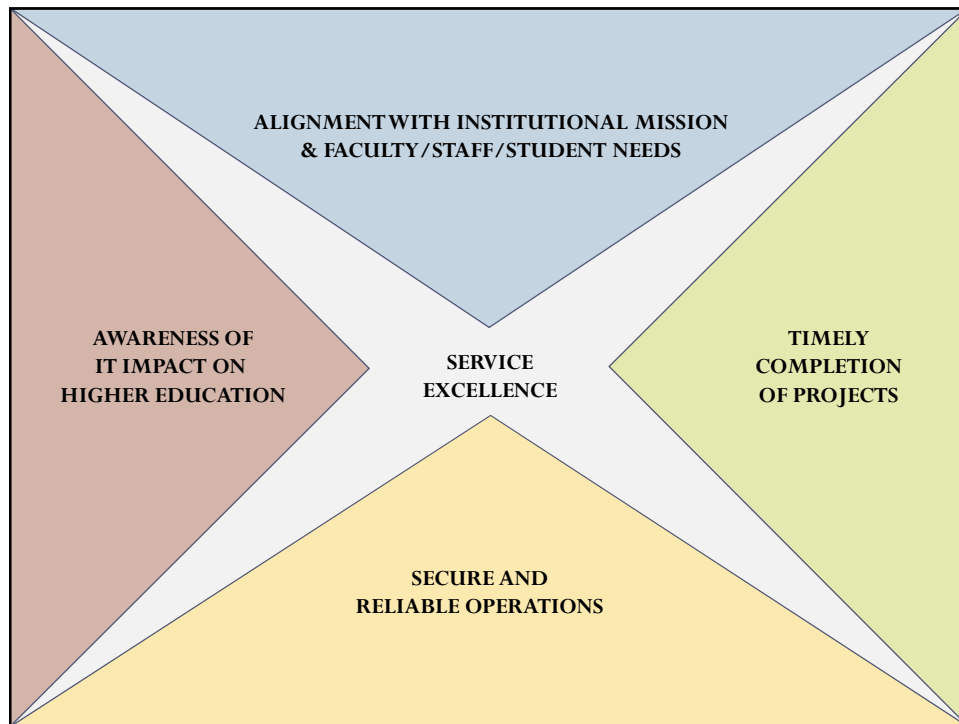 ALIGNMENT WITH INSTITUTIONAL MISSION
& FACULTY/STAFF/STUDENT NEEDS
AWARENESS OF
IT IMPACT ON
HIGHER EDUCATION
SERVICE
EXCELLENCE
TIMELY
COMPLETION
OF PROJECTS
SECURE AND
RELIABLE OPERATIONS